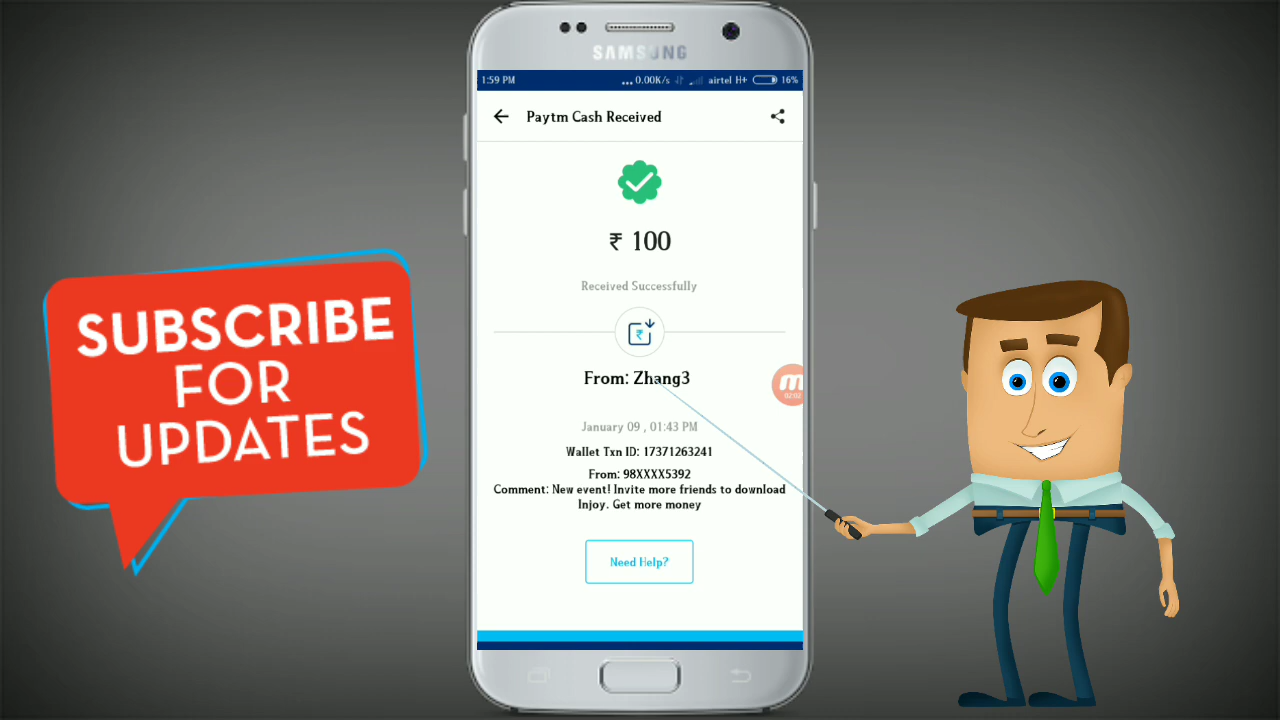 SAMSUNG
1:59 PM ... 0.00K/s airtel H+ 16%
Paytm Cash Received
₹ 100
Received Successfully
₹
From: Zhang3
m
02:02
January 09 , 01:43 PM
Wallet Txn ID: 17371263241
From: 98XXXX5392
Comment: New event! Invite more friends to download
Injoy. Get more money
Need Help?
SUBSCRIBE
FOR
UPDATES